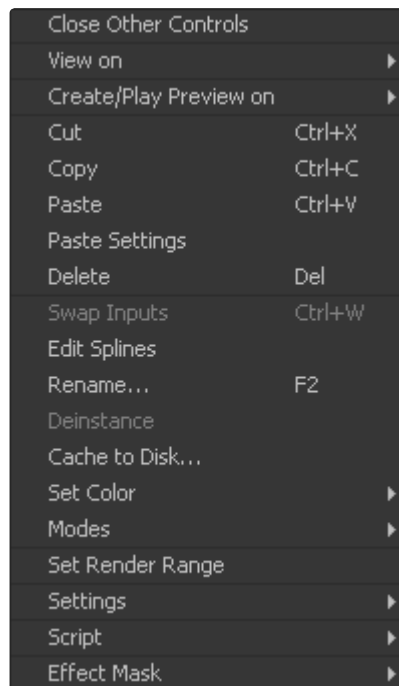 Close Other Controls
View on
Create/Play Preview on
Cut Ctrl+X
Copy Ctrl+C
Paste Ctrl+V
Paste Settings
Delete Del
Swap Inputs Ctrl+W
Edit Splines
Rename... F2
Deinstance
Cache to Disk...
Set Color
Modes
Set Render Range
Settings
Script
Effect Mask